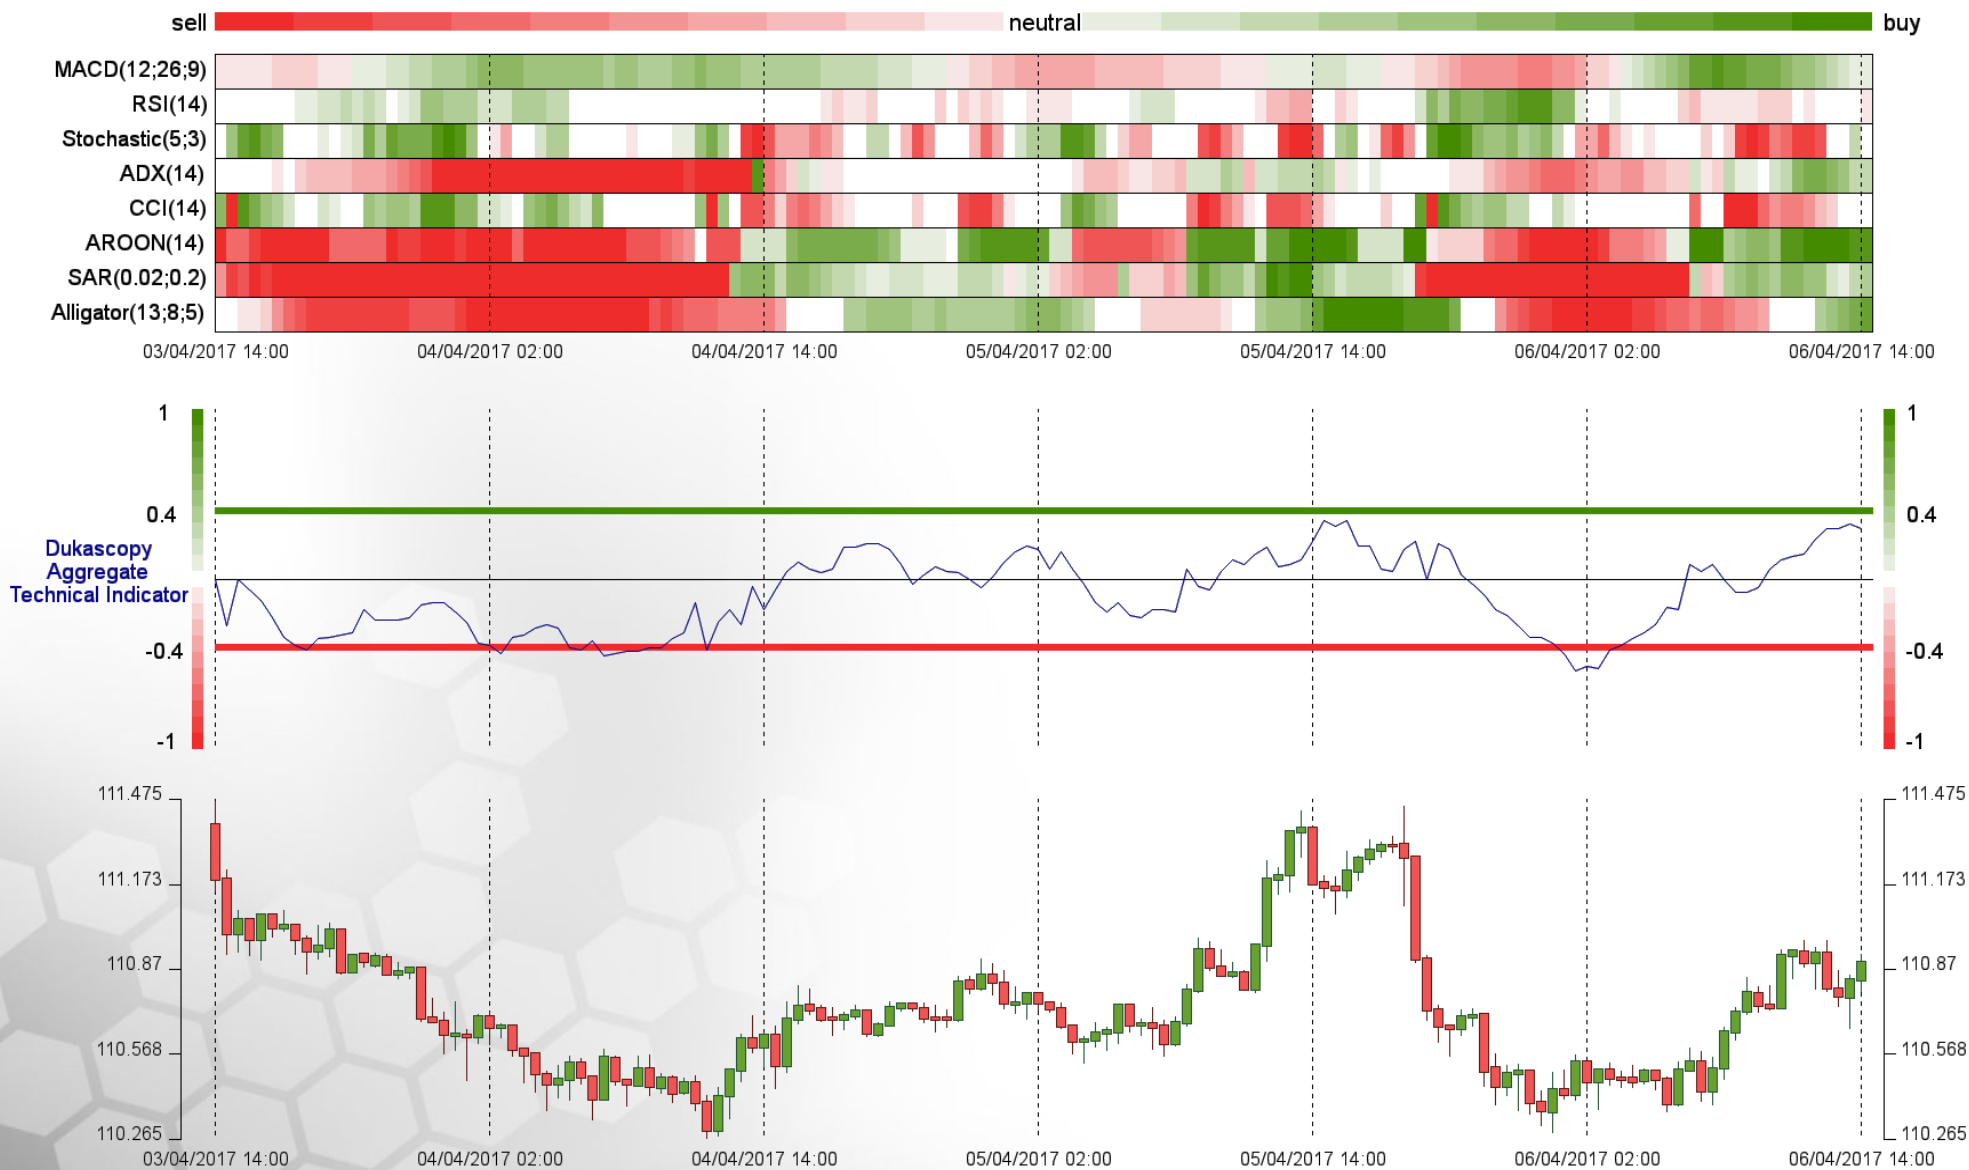 sell neutral buy
MACD(12;26;9)
RSI(14)
Stochastic(5;3)
ADX(14)
CCI(14)
AROON(14)
SAR(0.02;0.2)
Alligator(13;8;5)
03/04/2017 14:00 04/04/2017 02:00 04/04/2017 14:00 05/04/2017 02:00 05/04/2017 14:00 06/04/2017 02:00 06/04/2017 14:00
1 1
0.4 0.4
Dukascopy
Aggregate
Technical Indicator
-0.4 -0.4
-1 -1
111.475 111.475
111.173 111.173
110.87 110.87
110.568 110.568
110.265 110.265
03/04/2017 14:00 04/04/2017 02:00 04/04/2017 14:00 05/04/2017 02:00 05/04/2017 14:00 06/04/2017 02:00 06/04/2017 14:00